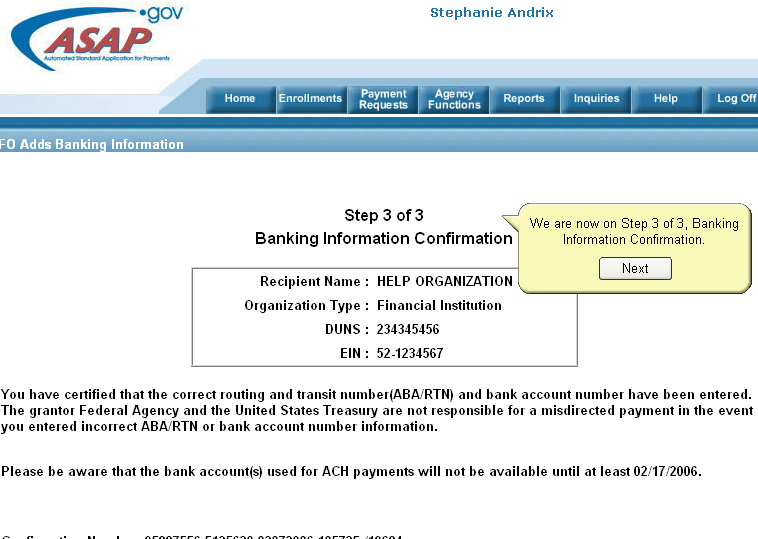 .gov
ASAP
Automated Standard Application for Payments
Stephanie Andrix
Home
Enrollments
Payment
Requests
Agency
Functions
Reports
Inquiries
Help
Log Off
FO Adds Banking Information
Step 3 of 3
Banking Information Confirmation
We are now on Step 3 of 3, Banking
Information Confirmation.
Next
Recipient Name : HELP ORGANIZATION
Organization Type : Financial Institution
DUNS : 234345456
EIN : 52-1234567
You have certified that the correct routing and transit number(ABA/RTN) and bank account number have been entered.
The grantor Federal Agency and the United States Treasury are not responsible for a misdirected payment in the event
you entered incorrect ABA/RTN or bank account number information.
Please be aware that the bank account(s) used for ACH payments will not be available until at least 02/17/2006.